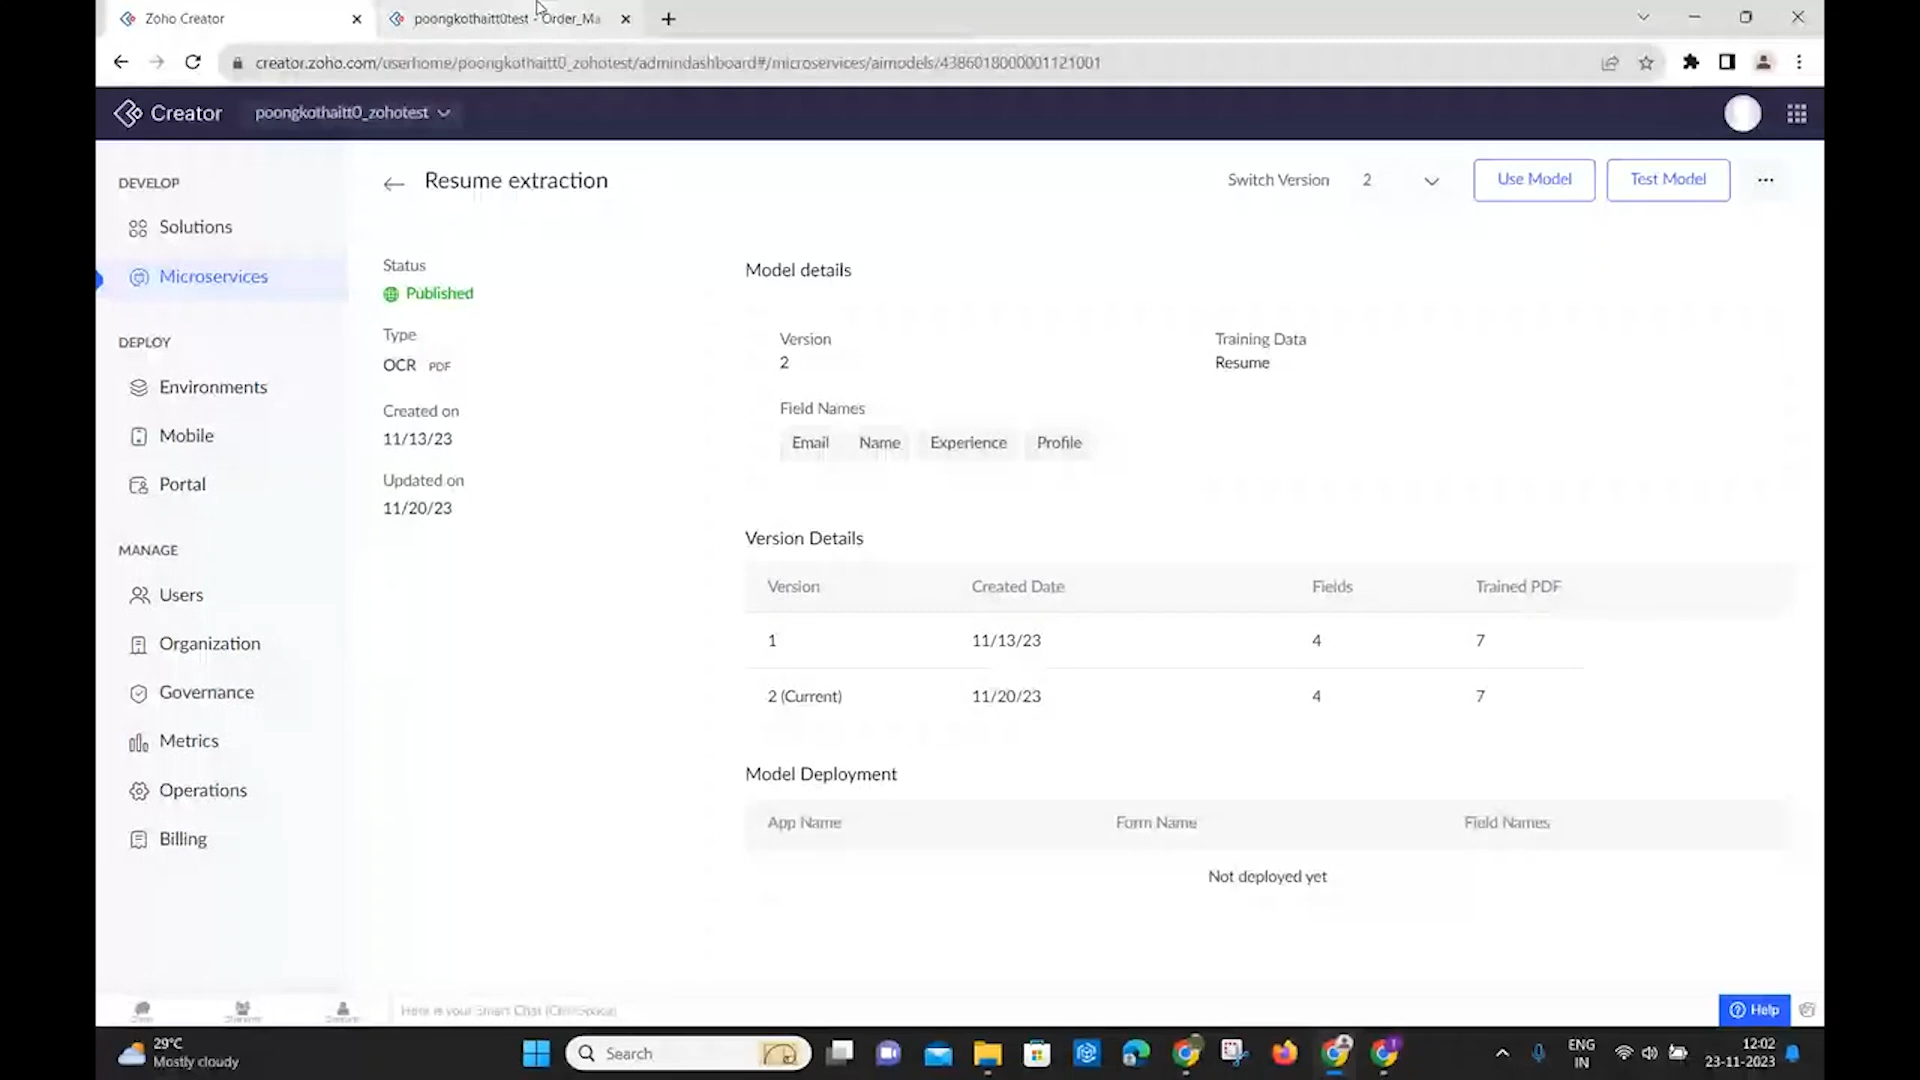 Zoho Creator
poongkothaitt0test - Order_Ma
creator.zoho.com/userhome/poongkothaitt0_zohotest/admindashboard#/microservices/aimodels/4386018000001121001
Creator poongkothaitt0_zohotest
DEVELOP
Solutions
Microservices
DEPLOY
Environments
Mobile
Portal
MANAGE
Users
Organization
Governance
Metrics
Operations
Billing
Resume extraction
Switch Version 2
Use Model
Test Model
Status
Published
Type
OCR PDF
Created on
11/13/23
Updated on
11/20/23
Model details
Version
2
Training Data
Resume
Field Names
Email Name Experience Profile
Version Details
Version Created Date Fields Trained PDF
1 11/13/23 4 7
2 (Current) 11/20/23 4 7
Model Deployment
App Name Form Name Field Names
Not deployed yet
Here is your Smart Chat (Ctrl+Space)
Help
29°C
Mostly cloudy
Search
ENG
IN
12:02
23-11-2023